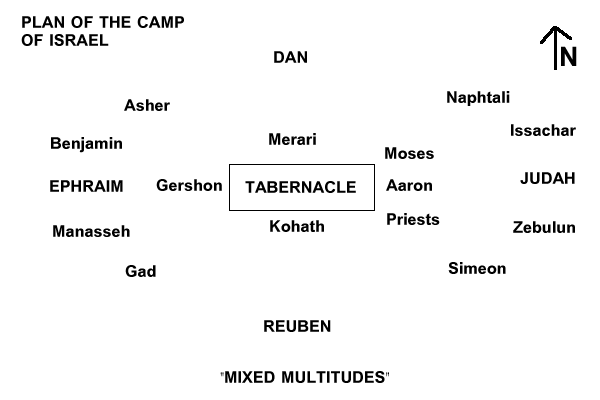 PLAN OF THE CAMP
OF ISRAEL
N
DAN
Naphtali
Asher
Issachar
Merari
Benjamin
Moses
JUDAH
EPHRAIM
Gershon
TABERNACLE
Aaron
Priests
Kohath
Zebulun
Manasseh
Simeon
Gad
REUBEN
"MIXED MULTITUDES"